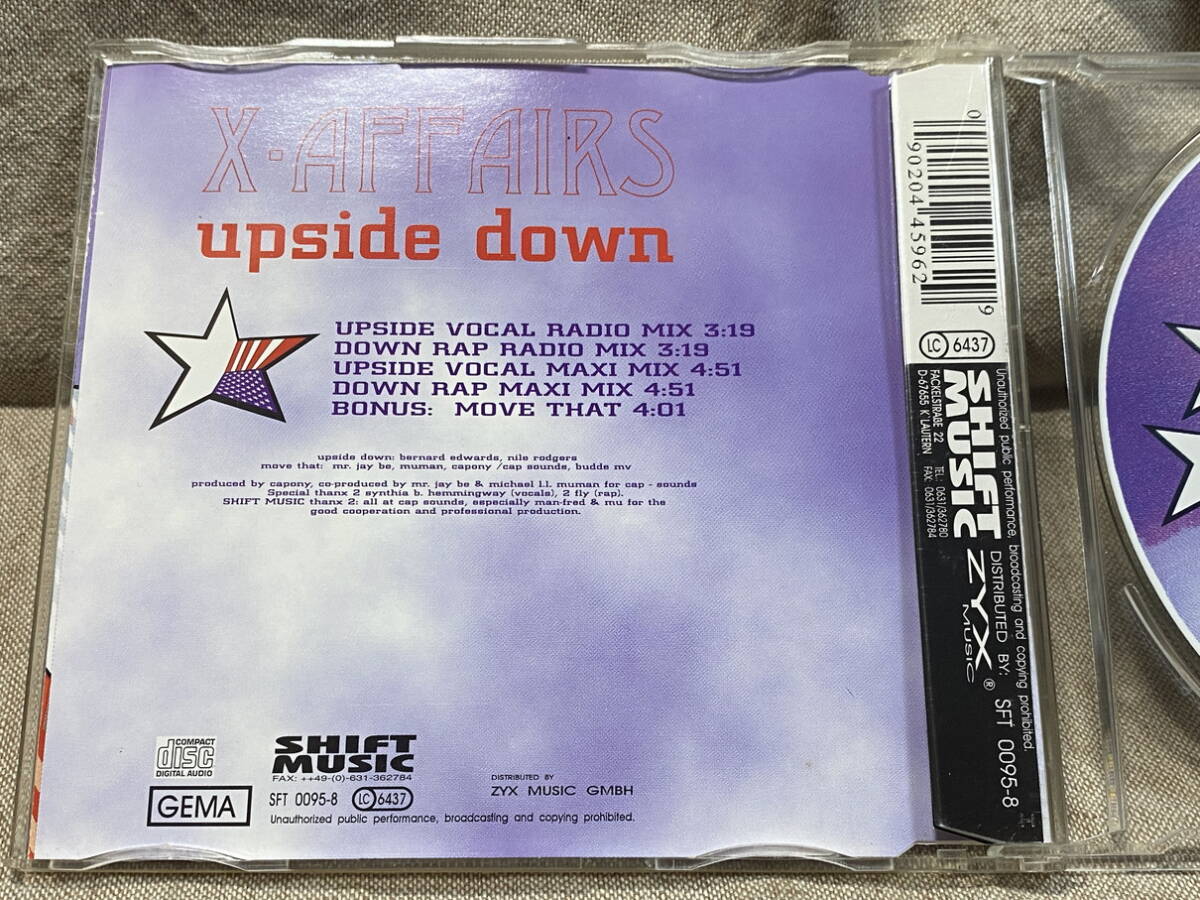 X-AFFAIRS
upside down
UPSIDE VOCAL RADIO MIX 3:19
DOWN RAP RADIO MIX 3:19
UPSIDE VOCAL MAXI MIX 4:51
DOWN RAP MAXI MIX 4:51
BONUS: MOVE THAT 4:01
upside down: bernard edwards, nile rodgers
move that: mr. jay be, muman, capony /cap sounds, budde mv
produced by capony, co-produced by mr. jay be & michael l.l. muman for cap - sounds
Special thanx 2 synthia b. hemmingway (vocals), 2 fly (rap).
SHIFT MUSIC thanx 2: all at cap sounds, especially man-fred & mu for the
good cooperation and professional production.
COMPACT
disc
DIGITAL AUDIO
SHIFT
MUSIC
FAX: ++49-(0)-631-362784
DISTRIBUTED BY
ZYX MUSIC GMBH
GEMA
SFT 0095-8
LC 6437
Unauthorized public performance, broadcasting and copying prohibited.
0 90204 45962 9
LC 6437
Unauthorized public performance, broadcasting and copying prohibited.
SHIFT
MUSIC
FACKELSTRAßE 22
D-67655 K´LAUTERN
TEL.: 0631/362780
FAX: 0631/362784
DISTRIBUTED BY:
ZYX
MUSIC
®
SFT 0095-8